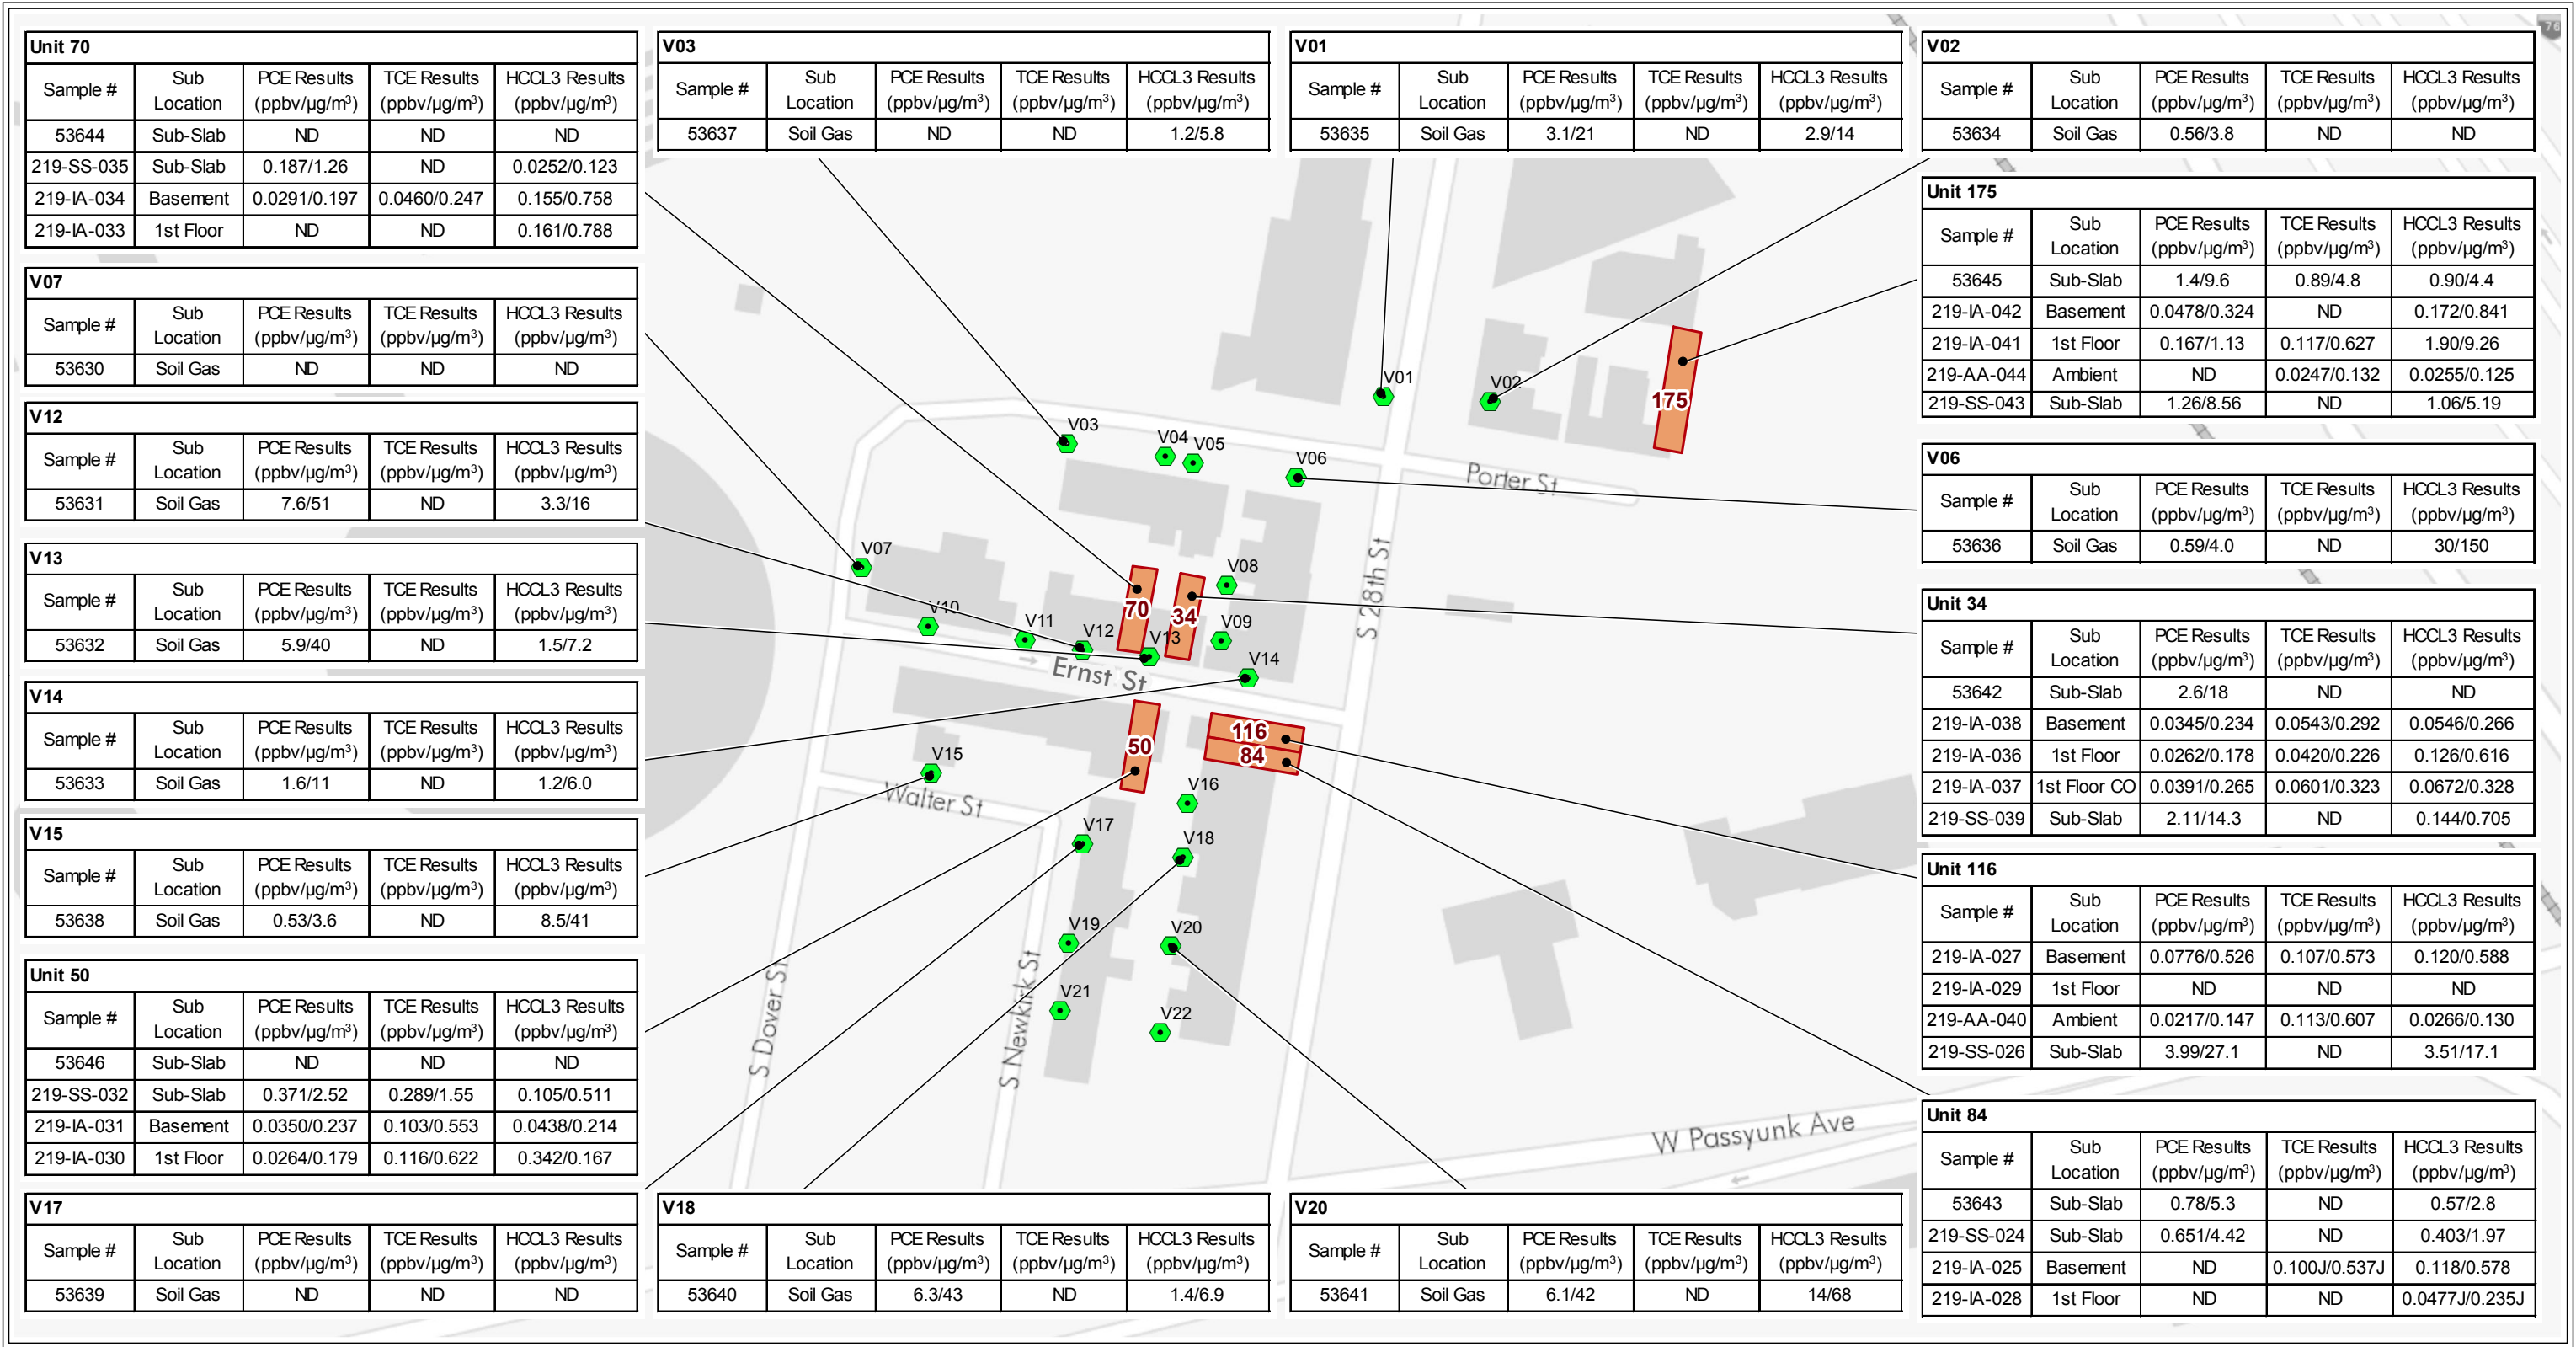 Unit 70
Sample # Sub Location PCE Results (ppbv/µg/m³) TCE Results (ppbv/µg/m³) HCCL3 Results (ppbv/µg/m³)
53644 Sub-Slab ND ND ND
219-SS-035 Sub-Slab 0.187/1.26 ND 0.0252/0.123
219-IA-034 Basement 0.0291/0.197 0.0460/0.247 0.155/0.758
219-IA-033 1st Floor ND ND 0.161/0.788
V03
Sample # Sub Location PCE Results (ppbv/µg/m³) TCE Results (ppbv/µg/m³) HCCL3 Results (ppbv/µg/m³)
53637 Soil Gas ND ND 1.2/5.8
V01
Sample # Sub Location PCE Results (ppbv/µg/m³) TCE Results (ppbv/µg/m³) HCCL3 Results (ppbv/µg/m³)
53635 Soil Gas 3.1/21 ND 2.9/14
V02
Sample # Sub Location PCE Results (ppbv/µg/m³) TCE Results (ppbv/µg/m³) HCCL3 Results (ppbv/µg/m³)
53634 Soil Gas 0.56/3.8 ND ND
76
V07
Sample # Sub Location PCE Results (ppbv/µg/m³) TCE Results (ppbv/µg/m³) HCCL3 Results (ppbv/µg/m³)
53630 Soil Gas ND ND ND
V12
Sample # Sub Location PCE Results (ppbv/µg/m³) TCE Results (ppbv/µg/m³) HCCL3 Results (ppbv/µg/m³)
53631 Soil Gas 7.6/51 ND 3.3/16
V13
Sample # Sub Location PCE Results (ppbv/µg/m³) TCE Results (ppbv/µg/m³) HCCL3 Results (ppbv/µg/m³)
53632 Soil Gas 5.9/40 ND 1.5/7.2
V14
Sample # Sub Location PCE Results (ppbv/µg/m³) TCE Results (ppbv/µg/m³) HCCL3 Results (ppbv/µg/m³)
53633 Soil Gas 1.6/11 ND 1.2/6.0
V15
Sample # Sub Location PCE Results (ppbv/µg/m³) TCE Results (ppbv/µg/m³) HCCL3 Results (ppbv/µg/m³)
53638 Soil Gas 0.53/3.6 ND 8.5/41
Unit 50
Sample # Sub Location PCE Results (ppbv/µg/m³) TCE Results (ppbv/µg/m³) HCCL3 Results (ppbv/µg/m³)
53646 Sub-Slab ND ND ND
219-SS-032 Sub-Slab 0.371/2.52 0.289/1.55 0.105/0.511
219-IA-031 Basement 0.0350/0.237 0.103/0.553 0.0438/0.214
219-IA-030 1st Floor 0.0264/0.179 0.116/0.622 0.342/0.167
V17
Sample # Sub Location PCE Results (ppbv/µg/m³) TCE Results (ppbv/µg/m³) HCCL3 Results (ppbv/µg/m³)
53639 Soil Gas ND ND ND
V18
Sample # Sub Location PCE Results (ppbv/µg/m³) TCE Results (ppbv/µg/m³) HCCL3 Results (ppbv/µg/m³)
53640 Soil Gas 6.3/43 ND 1.4/6.9
V20
Sample # Sub Location PCE Results (ppbv/µg/m³) TCE Results (ppbv/µg/m³) HCCL3 Results (ppbv/µg/m³)
53641 Soil Gas 6.1/42 ND 14/68
Unit 175
Sample # Sub Location PCE Results (ppbv/µg/m³) TCE Results (ppbv/µg/m³) HCCL3 Results (ppbv/µg/m³)
53645 Sub-Slab 1.4/9.6 0.89/4.8 0.90/4.4
219-IA-042 Basement 0.0478/0.324 ND 0.172/0.841
219-IA-041 1st Floor 0.167/1.13 0.117/0.627 1.90/9.26
219-AA-044 Ambient ND 0.0247/0.132 0.0255/0.125
219-SS-043 Sub-Slab 1.26/8.56 ND 1.06/5.19
V06
Sample # Sub Location PCE Results (ppbv/µg/m³) TCE Results (ppbv/µg/m³) HCCL3 Results (ppbv/µg/m³)
53636 Soil Gas 0.59/4.0 ND 30/150
Unit 34
Sample # Sub Location PCE Results (ppbv/µg/m³) TCE Results (ppbv/µg/m³) HCCL3 Results (ppbv/µg/m³)
53642 Sub-Slab 2.6/18 ND ND
219-IA-038 Basement 0.0345/0.234 0.0543/0.292 0.0546/0.266
219-IA-036 1st Floor 0.0262/0.178 0.0420/0.226 0.126/0.616
219-IA-037 1st Floor CO 0.0391/0.265 0.0601/0.323 0.0672/0.328
219-SS-039 Sub-Slab 2.11/14.3 ND 0.144/0.705
Unit 116
Sample # Sub Location PCE Results (ppbv/µg/m³) TCE Results (ppbv/µg/m³) HCCL3 Results (ppbv/µg/m³)
219-IA-027 Basement 0.0776/0.526 0.107/0.573 0.120/0.588
219-IA-029 1st Floor ND ND ND
219-AA-040 Ambient 0.0217/0.147 0.113/0.607 0.0266/0.130
219-SS-026 Sub-Slab 3.99/27.1 ND 3.51/17.1
Unit 84
Sample # Sub Location PCE Results (ppbv/µg/m³) TCE Results (ppbv/µg/m³) HCCL3 Results (ppbv/µg/m³)
53643 Sub-Slab 0.78/5.3 ND 0.57/2.8
219-SS-024 Sub-Slab 0.651/4.42 ND 0.403/1.97
219-IA-025 Basement ND 0.100J/0.537J 0.118/0.578
219-IA-028 1st Floor ND ND 0.0477J/0.235J
V01
V02
175
V03
V04
V05
V06
Porter St
V07
V08
70
34
S 28th St
V10
V11
V12
V13
V09
V14
Ernst St
116
84
50
V15
Walter St
V16
V17
V18
V19
V20
V21
V22
S Dover St
S Newkirk St
W Passyunk Ave